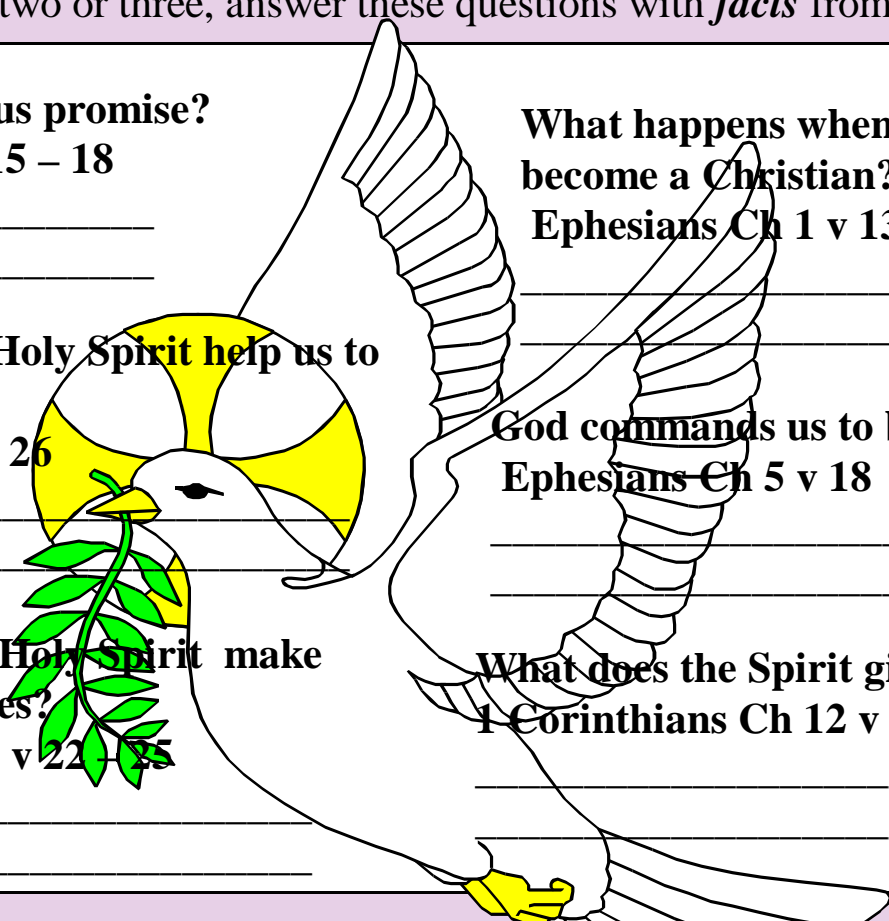 two or three, answer these questions with facts from
us promise?
15 – 18
Holy Spirit help us to
26
Holy Spirit make
es?
v 22 – 25
What happens when
become a Christian?
Ephesians Ch 1 v 13
God commands us to
Ephesians Ch 5 v 18
What does the Spirit gi
1 Corinthians Ch 12 v